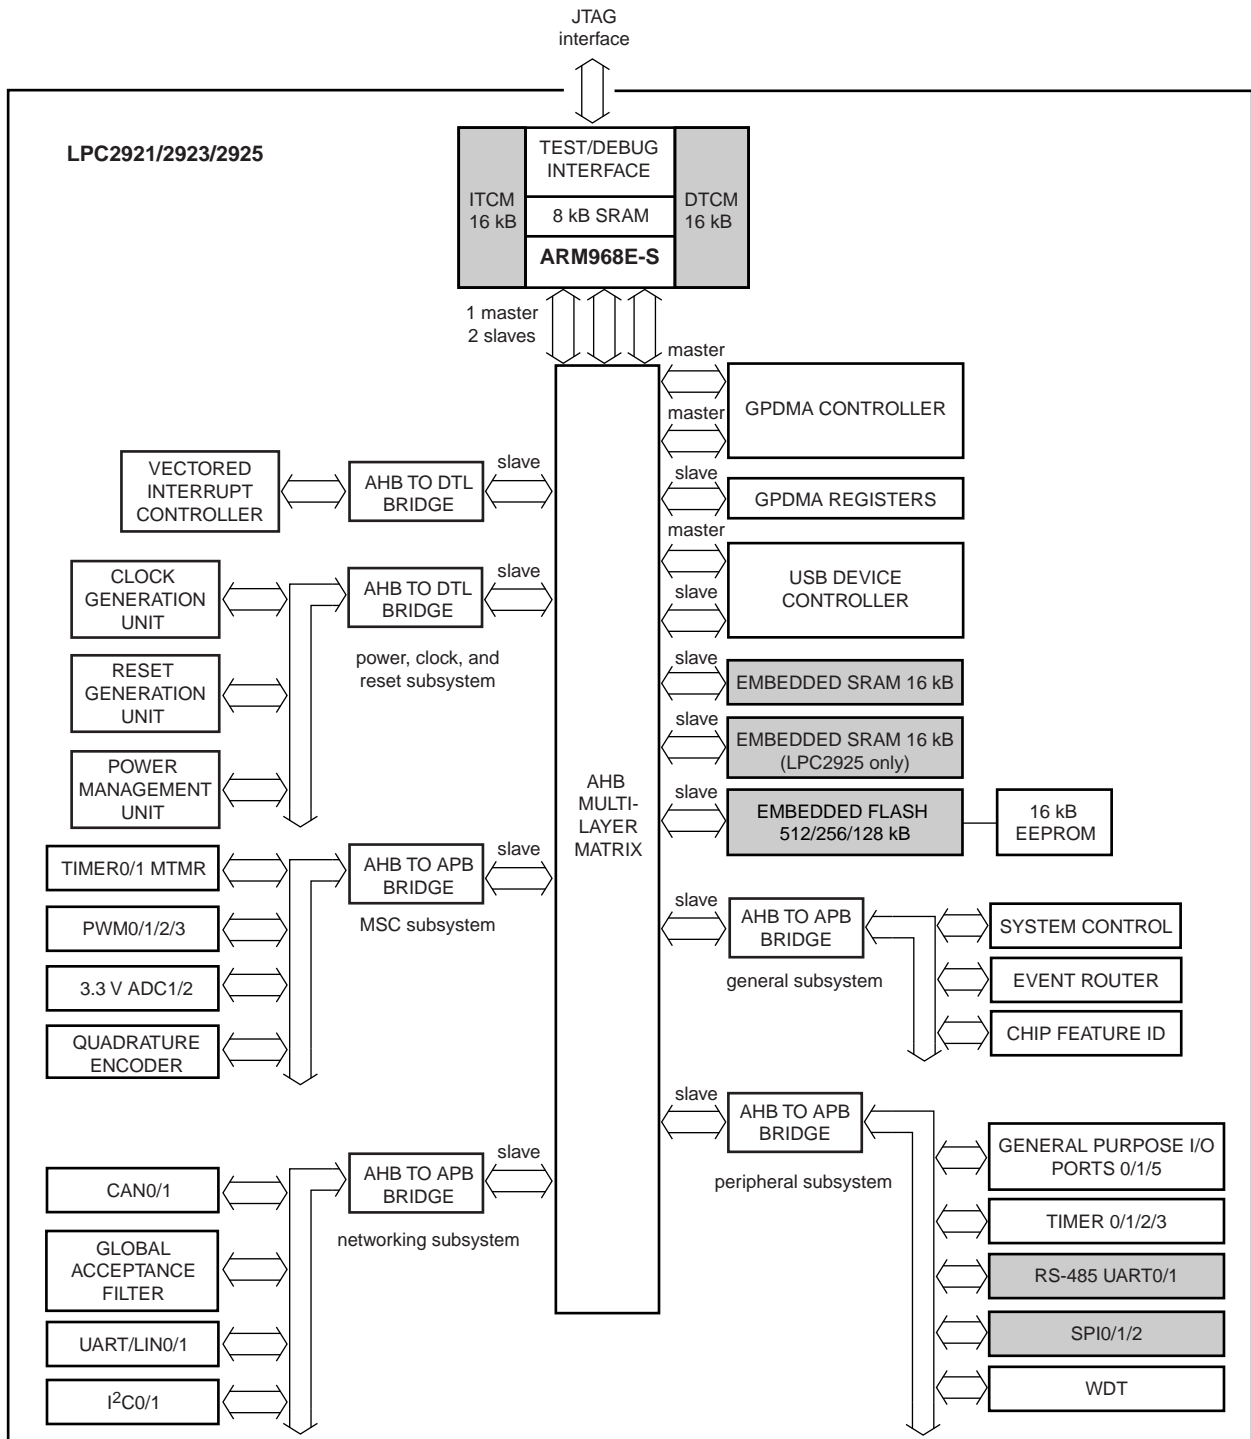 JTAG
interface
LPC2921/2923/2925
ITCM
16 kB
TEST/DEBUG
INTERFACE
8 kB SRAM
ARM968E-S
DTCM
16 kB
1 master
2 slaves
master
GPDMA CONTROLLER
master
slave
GPDMA REGISTERS
master
USB DEVICE
CONTROLLER
slave
slave
EMBEDDED SRAM 16 kB
slave
EMBEDDED SRAM 16 kB
(LPC2925 only)
slave
EMBEDDED FLASH
512/256/128 kB
16 kB
EEPROM
AHB
MULTI-
LAYER
MATRIX
VECTORED
INTERRUPT
CONTROLLER
AHB TO DTL
BRIDGE
slave
CLOCK
GENERATION
UNIT
AHB TO DTL
BRIDGE
slave
power, clock, and
reset subsystem
RESET
GENERATION
UNIT
POWER
MANAGEMENT
UNIT
TIMER0/1 MTMR
AHB TO APB
BRIDGE
slave
MSC subsystem
PWM0/1/2/3
3.3 V ADC1/2
QUADRATURE
ENCODER
slave
AHB TO APB
BRIDGE
general subsystem
SYSTEM CONTROL
EVENT ROUTER
CHIP FEATURE ID
slave
AHB TO APB
BRIDGE
peripheral subsystem
GENERAL PURPOSE I/O
PORTS 0/1/5
TIMER 0/1/2/3
RS-485 UART0/1
SPI0/1/2
WDT
CAN0/1
AHB TO APB
BRIDGE
slave
networking subsystem
GLOBAL
ACCEPTANCE
FILTER
UART/LIN0/1
I2C0/1